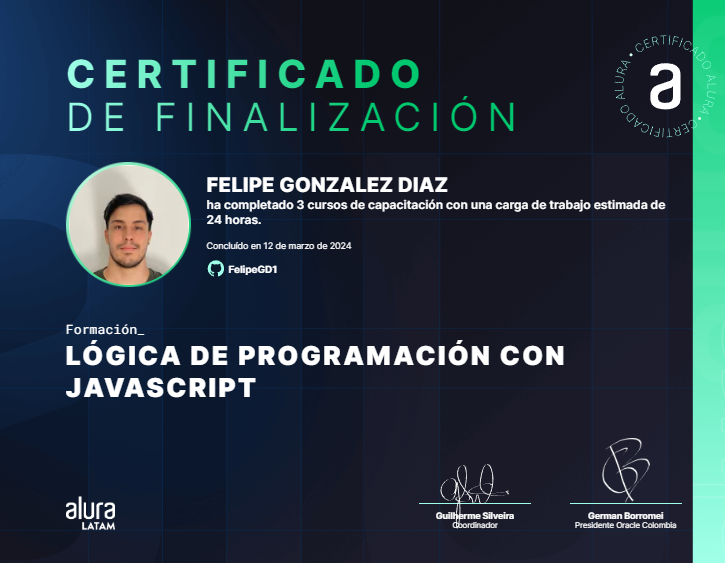 CERTIFICADO
DE FINALIZACIÓN
CERTIFICADO ALURA • CERTIFICADO ALURA •
a
FELIPE GONZALEZ DIAZ
ha completado 3 cursos de capacitación con una carga de trabajo estimada de
24 horas.
Concluído en 12 de marzo de 2024
FelipeGD1
Formación_
LÓGICA DE PROGRAMACIÓN CON
JAVASCRIPT
alura
LATAM
Guilherme Silveira
Coordinador
German Borromei
Presidente Oracle Colombia